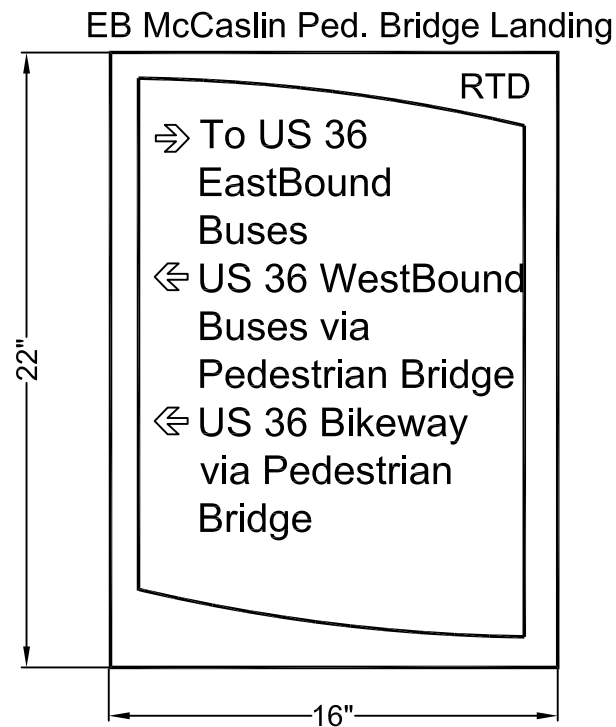 EB McCaslin Ped. Bridge Landing
RTD
To US 36
EastBound
Buses
US 36 WestBound
Buses via
Pedestrian Bridge
US 36 Bikeway
via Pedestrian
Bridge
22"
16"